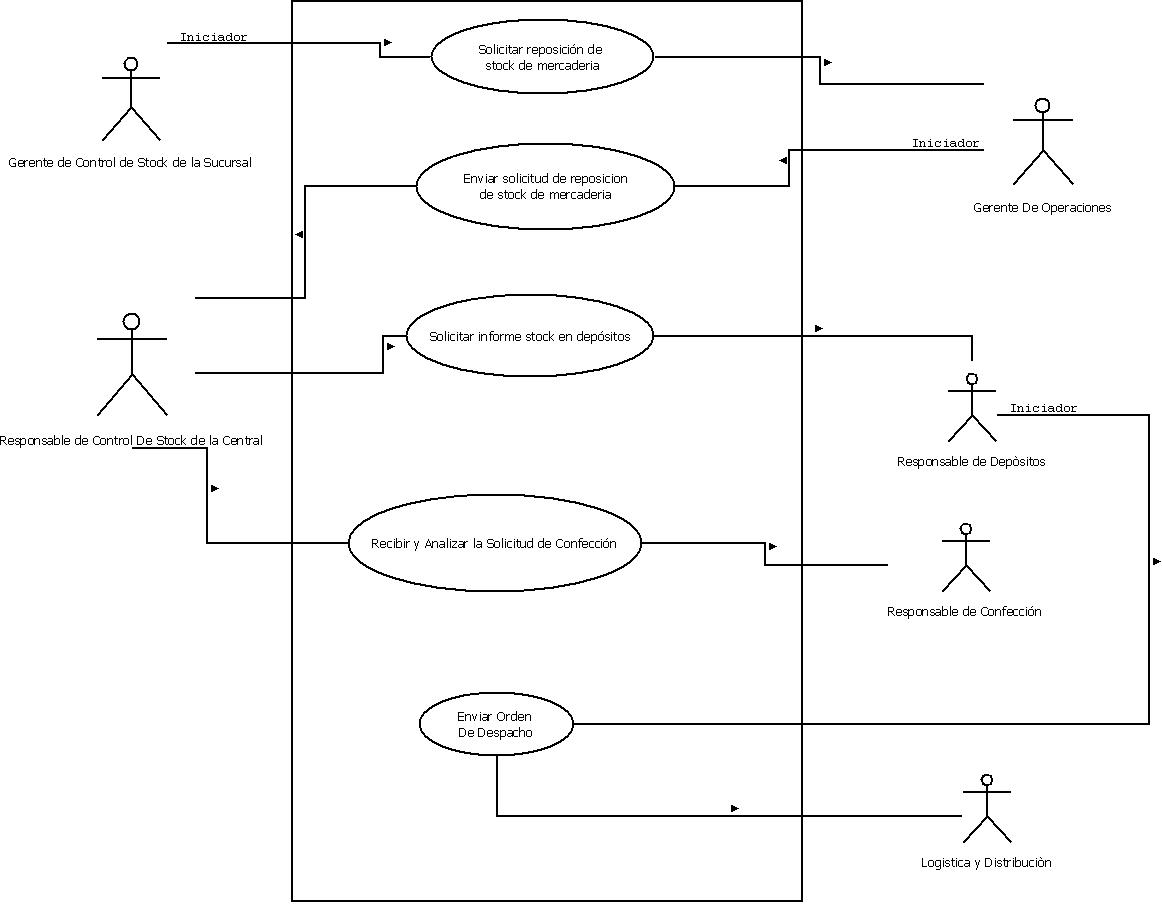 Iniciador
Solicitar reposición de
stock de mercaderia
Gerente de Control de Stock de la Sucursal
Iniciador
Enviar solicitud de reposicion
de stock de mercaderia
Gerente De Operaciones
Solicitar informe stock en depósitos
Iniciador
Responsable de Control De Stock de la Central
Responsable de Depòsitos
Recibir y Analizar la Solicitud de Confección
Responsable de Confección
Enviar Orden
De Despacho
Logistica y Distribuciòn